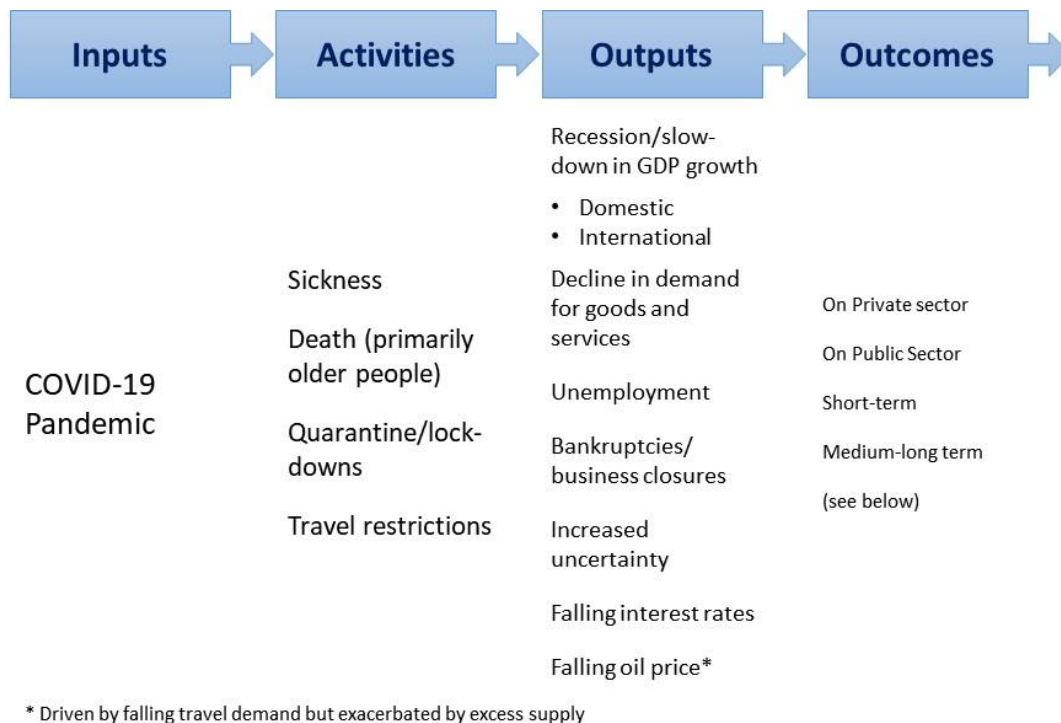 Inputs
Activities
Outputs
Outcomes
COVID-19
Pandemic
Sickness
Death (primarily
older people)
Quarantine/lock-
downs
Travel restrictions
Recession/slow-
down in GDP growth
• Domestic
• International
Decline in demand
for goods and
services
Unemployment
Bankruptcies/
business closures
Increased
uncertainty
Falling interest rates
Falling oil price*
On Private sector
On Public Sector
Short-term
Medium-long term
(see below)
* Driven by falling travel demand but exacerbated by excess supply